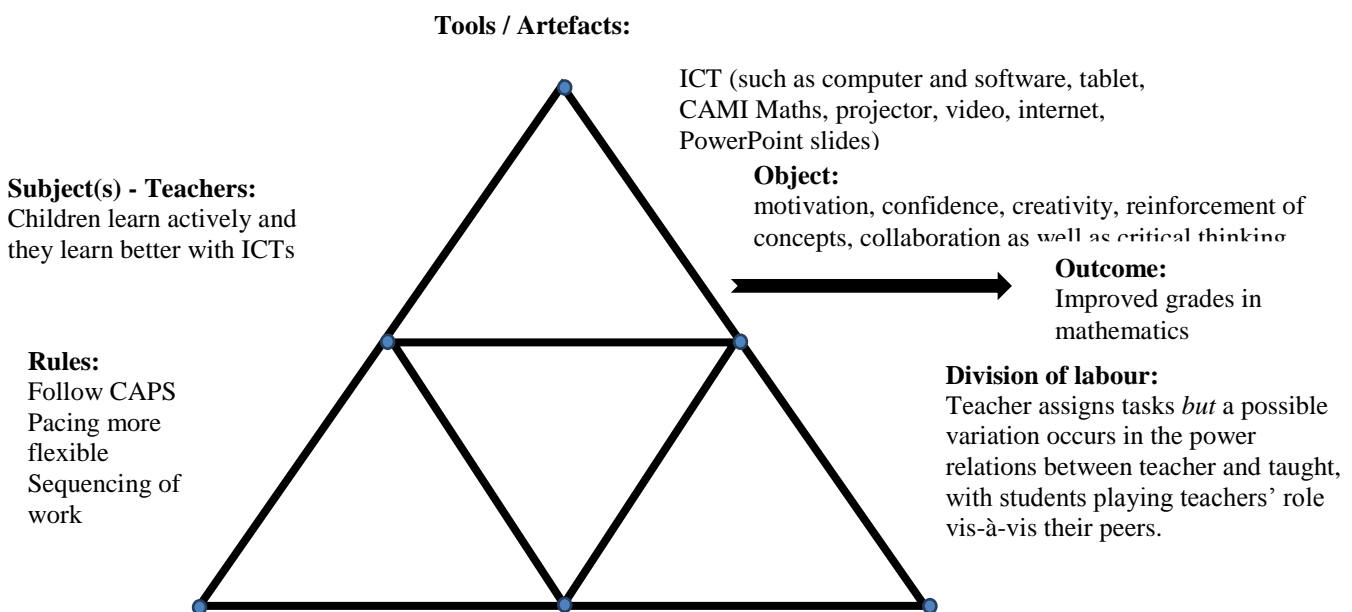 Tools / Artefacts:
ICT (such as computer and software, tablet,
CAMI Maths, projector, video, internet,
PowerPoint slides)
Subject(s) - Teachers:
Children learn actively and
they learn better with ICTs
Object:
motivation, confidence, creativity, reinforcement of
concepts, collaboration as well as critical thinking
Outcome:
Improved grades in
mathematics
Rules:
Follow CAPS
Pacing more
flexible
Sequencing of
work
Division of labour:
Teacher assigns tasks but a possible
variation occurs in the power
relations between teacher and taught,
with students playing teachers’ role
vis-à-vis their peers.